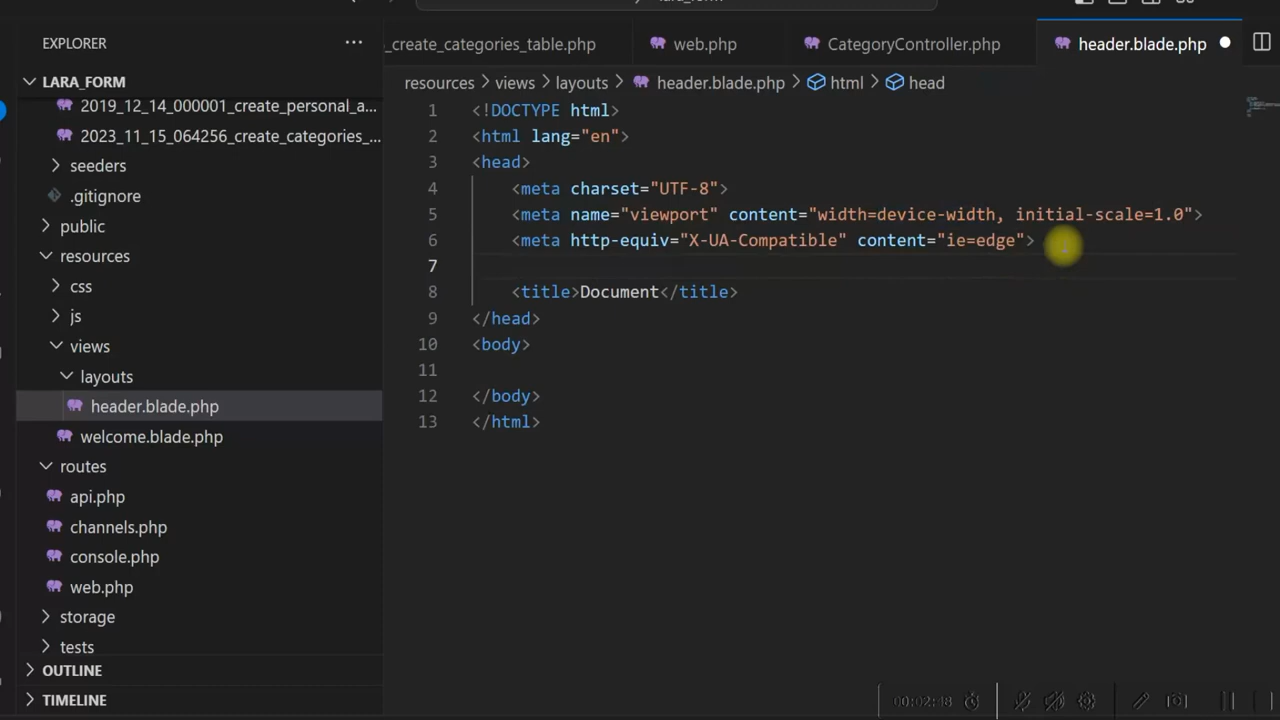 lara_form
EXPLORER
_create_categories_table.php
web.php
CategoryController.php
header.blade.php
LARA_FORM
resources > views > layouts > header.blade.php > html > head
2019_12_14_000001_create_personal_a...
2023_11_15_064256_create_categories_...
seeders
.gitignore
public
resources
css
js
views
layouts
header.blade.php
welcome.blade.php
routes
api.php
channels.php
console.php
web.php
storage
tests
OUTLINE
TIMELINE
1 <!DOCTYPE html>
2 <html lang="en">
3 <head>
4 <meta charset="UTF-8">
5 <meta name="viewport" content="width=device-width, initial-scale=1.0">
6 <meta http-equiv="X-UA-Compatible" content="ie=edge">
7
8 <title>Document</title>
9 </head>
10 <body>
11
12 </body>
13 </html>
00:02:48